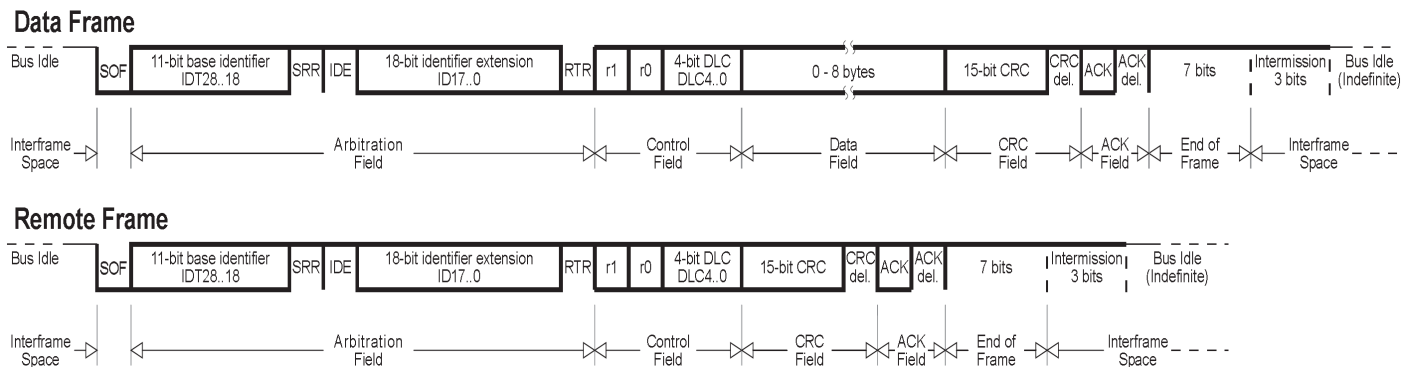 Data Frame
Bus Idle
SOF
11-bit base identifier
IDT28..18
SRR
IDE
18-bit identifier extension
ID17..0
RTR
r1
r0
4-bit DLC
DLC4..0
0 - 8 bytes
15-bit CRC
CRC
del.
ACK
ACK
del.
7 bits
Intermission
3 bits
Bus Idle
(Indefinite)
Interframe
Space
Arbitration
Field
Control
Field
Data
Field
CRC
Field
ACK
Field
End of
Frame
Interframe
Space
Remote Frame
Bus Idle
SOF
11-bit base identifier
IDT28..18
SRR
IDE
18-bit identifier extension
ID17..0
RTR
r1
r0
4-bit DLC
DLC4..0
15-bit CRC
CRC
del.
ACK
ACK
del.
7 bits
Intermission
3 bits
Bus Idle
(Indefinite)
Interframe
Space
Arbitration
Field
Control
Field
CRC
Field
ACK
Field
End of
Frame
Interframe
Space